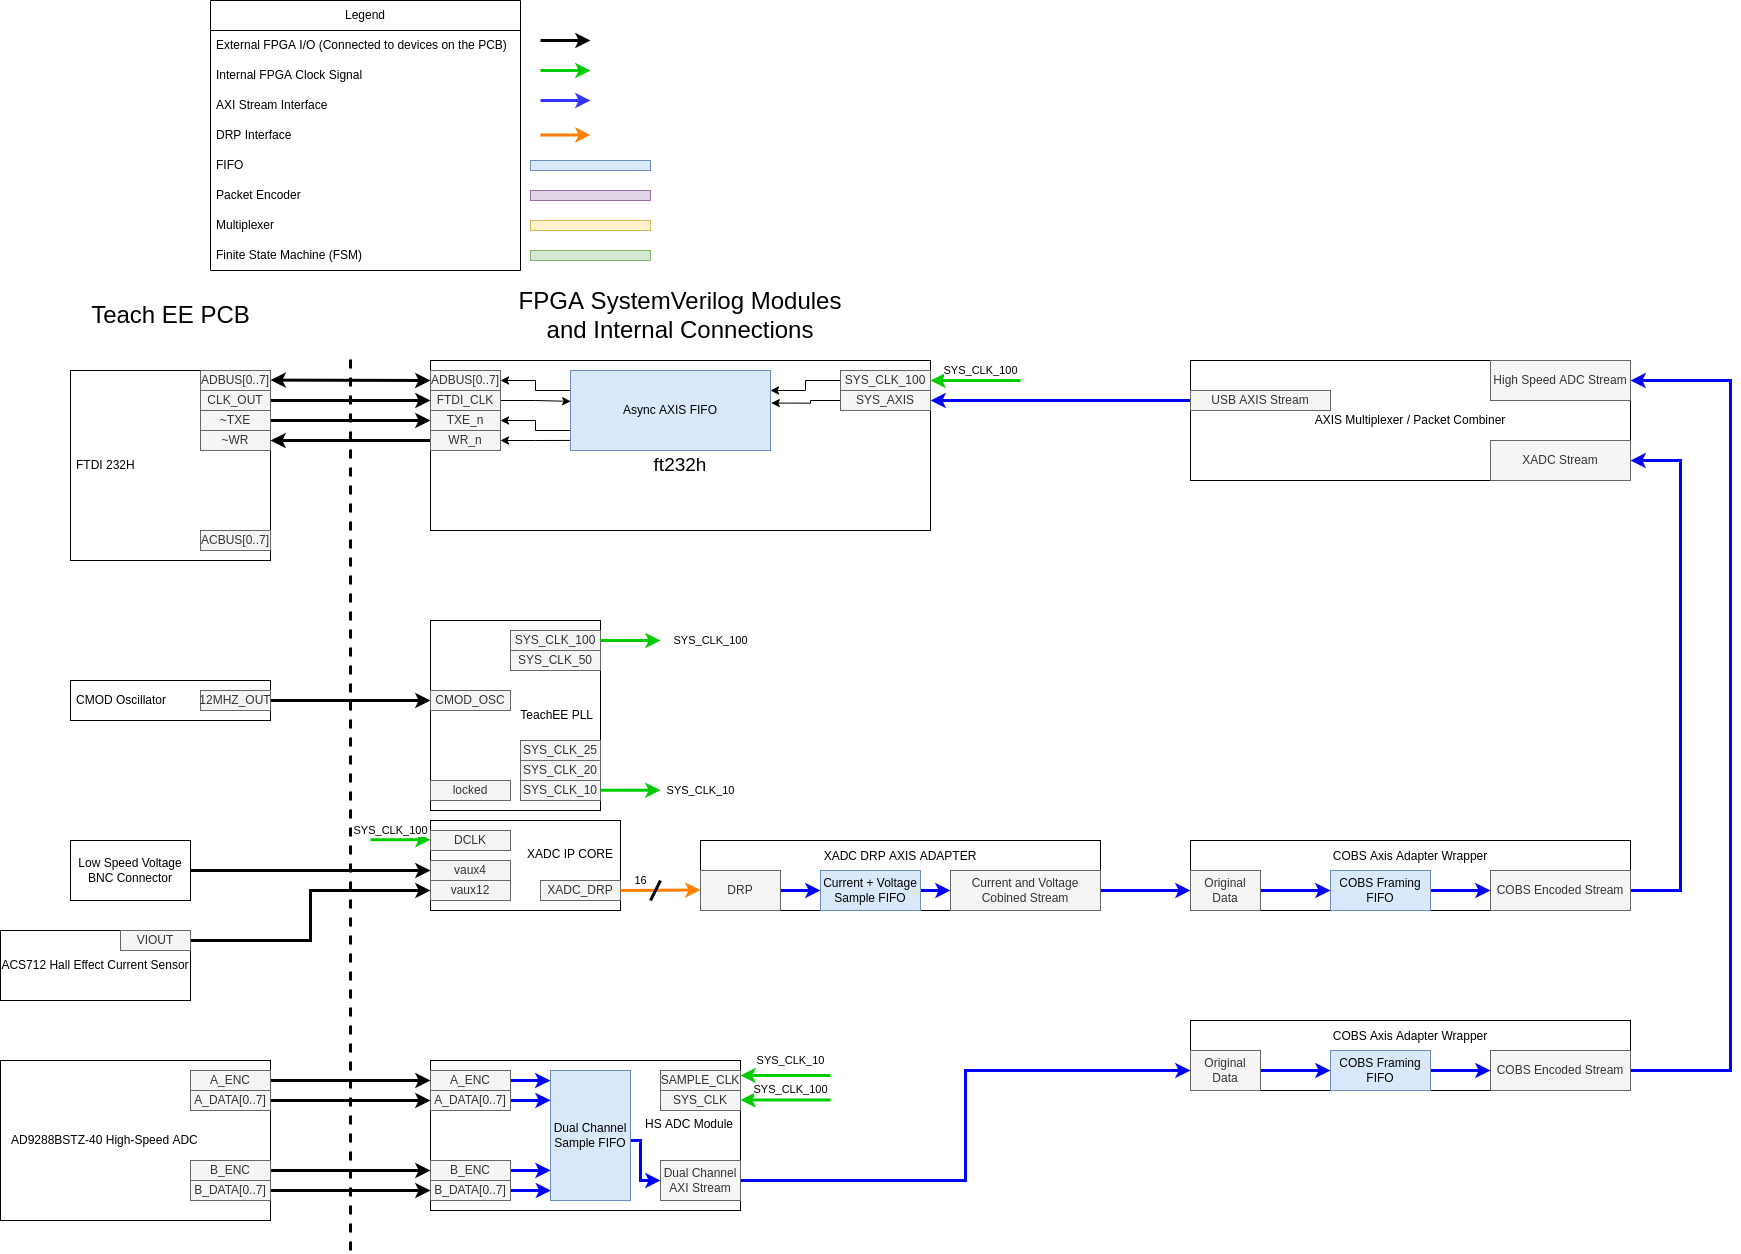 Legend
External FPGA I/O (Connected to devices on the PCB)
Internal FPGA Clock Signal
AXI Stream Interface
DRP Interface
FIFO
Packet Encoder
Multiplexer
Finite State Machine (FSM)
Teach EE PCB
FPGA SystemVerilog Modules
and Internal Connections
FTDI 232H
ADBUS[0..7]
CLK_OUT
~TXE
~WR
ACBUS[0..7]
ADBUS[0..7]
FTDI_CLK
TXE_n
WR_n
Async AXIS FIFO
ft232h
SYS_CLK_100
SYS_AXIS
SYS_CLK_100
USB AXIS Stream
AXIS Multiplexer / Packet Combiner
High Speed ADC Stream
XADC Stream
CMOD Oscillator
12MHZ_OUT
SYS_CLK_100
SYS_CLK_50
CMOD_OSC
TeachEE PLL
SYS_CLK_25
SYS_CLK_20
SYS_CLK_10
locked
SYS_CLK_100
SYS_CLK_10
Low Speed Voltage
BNC Connector
SYS_CLK_100
DCLK
XADC IP CORE
vaux4
vaux12
XADC_DRP
16
XADC DRP AXIS ADAPTER
DRP
Current + Voltage
Sample FIFO
Current and Voltage
Cobined Stream
COBS Axis Adapter Wrapper
Original
Data
COBS Framing
FIFO
COBS Encoded Stream
VIOUT
ACS712 Hall Effect Current Sensor
COBS Axis Adapter Wrapper
Original
Data
COBS Framing
FIFO
COBS Encoded Stream
AD9288BSTZ-40 High-Speed ADC
A_ENC
A_DATA[0..7]
B_ENC
B_DATA[0..7]
A_ENC
A_DATA[0..7]
B_ENC
B_DATA[0..7]
Dual Channel
Sample FIFO
SAMPLE_CLK
SYS_CLK
HS ADC Module
Dual Channel
AXI Stream
SYS_CLK_10
SYS_CLK_100